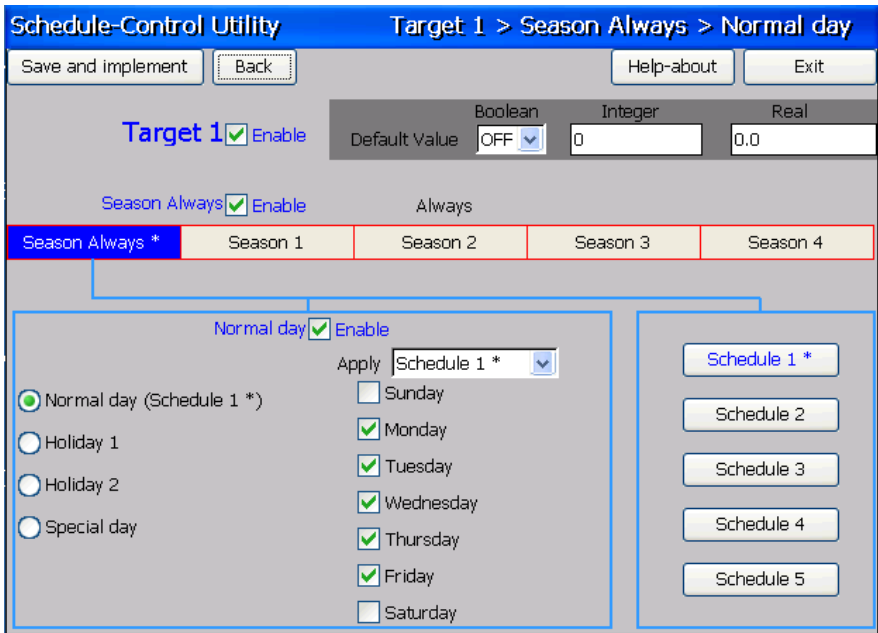 Schedule-Control Utility Target 1 > Season Always > Normal day
Save and implement Back Help-about Exit
Boolean Integer Real
Target 1 Enable Default Value OFF 0 0.0
Season Always Enable Always
Season Always * Season 1 Season 2 Season 3 Season 4
Normal day Enable
Apply Schedule 1 *
Normal day (Schedule 1 *)
Holiday 1
Holiday 2
Special day
Sunday
Monday
Tuesday
Wednesday
Thursday
Friday
Saturday
Schedule 1 *
Schedule 2
Schedule 3
Schedule 4
Schedule 5